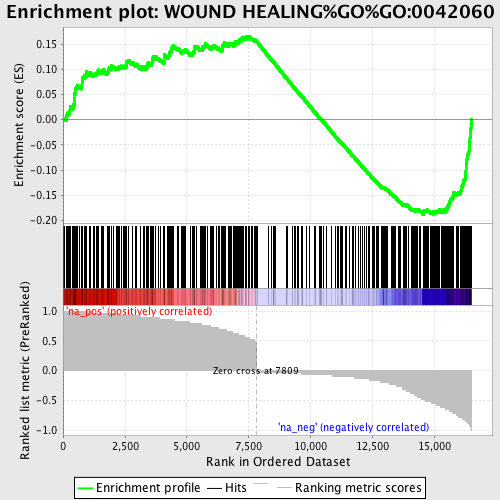 Enrichment plot: WOUND HEALING%GO%GO:0042060
Enrichment score (ES)
0.15
0.10
0.05
0.00
-0.05
-0.10
-0.15
-0.20
'na_pos' (positively correlated)
Ranked list metric (PreRanked)
1.0
0.5
0.0
-0.5
-1.0
Zero cross at 7809
'na_neg' (negatively correlated)
0
2,500
5,000
7,500
10,000
12,500
15,000
Rank in Ordered Dataset
Enrichment profile
Hits
Ranking metric scores